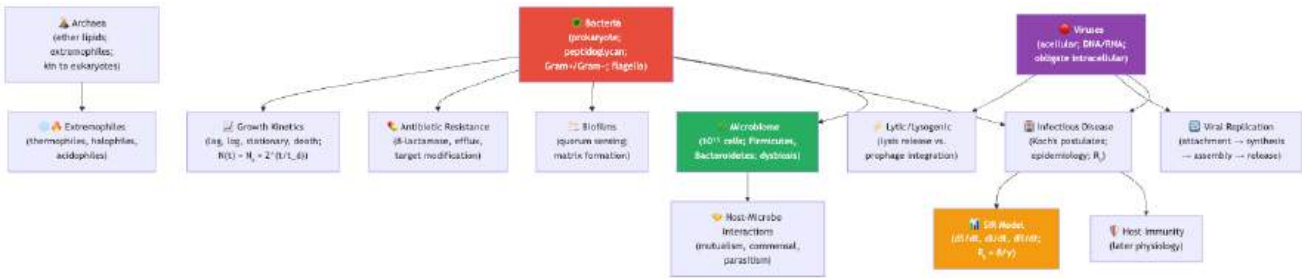 Archaea
(ether lipids;
extremophiles;
kin to eukaryotes)
Bacteria
(prokaryote;
peptidoglycan;
Gram+/Gram−; flagella)
Viruses
(acellular; DNA/RNA;
obligate intracellular)
Extremophiles
(thermophiles, halophiles,
acidophiles)
Growth Kinetics
(lag, log, stationary, death;
Antibiotic Resistance
(β-lactamase, efflux,
target modification)
Biofilms
(quorum sensing;
matrix formation)
Microbiome
cells; Firmicutes,
Bacteroidetes; dysbiosis)
Lytic/Lysogenic
(lysis release vs.
prophage integration)
Infectious Disease
(Koch's postulates;
epidemiology; R₀)
Viral Replication
(attachment → synthesis
→ assembly → release)
Host-Microbe
Interactions
(mutualism, commensal,
parasitism)
SIR Model
(dS/dt, dI/dt, dR/dt;
R₀ = β/γ)
Host Immunity
(later physiology)